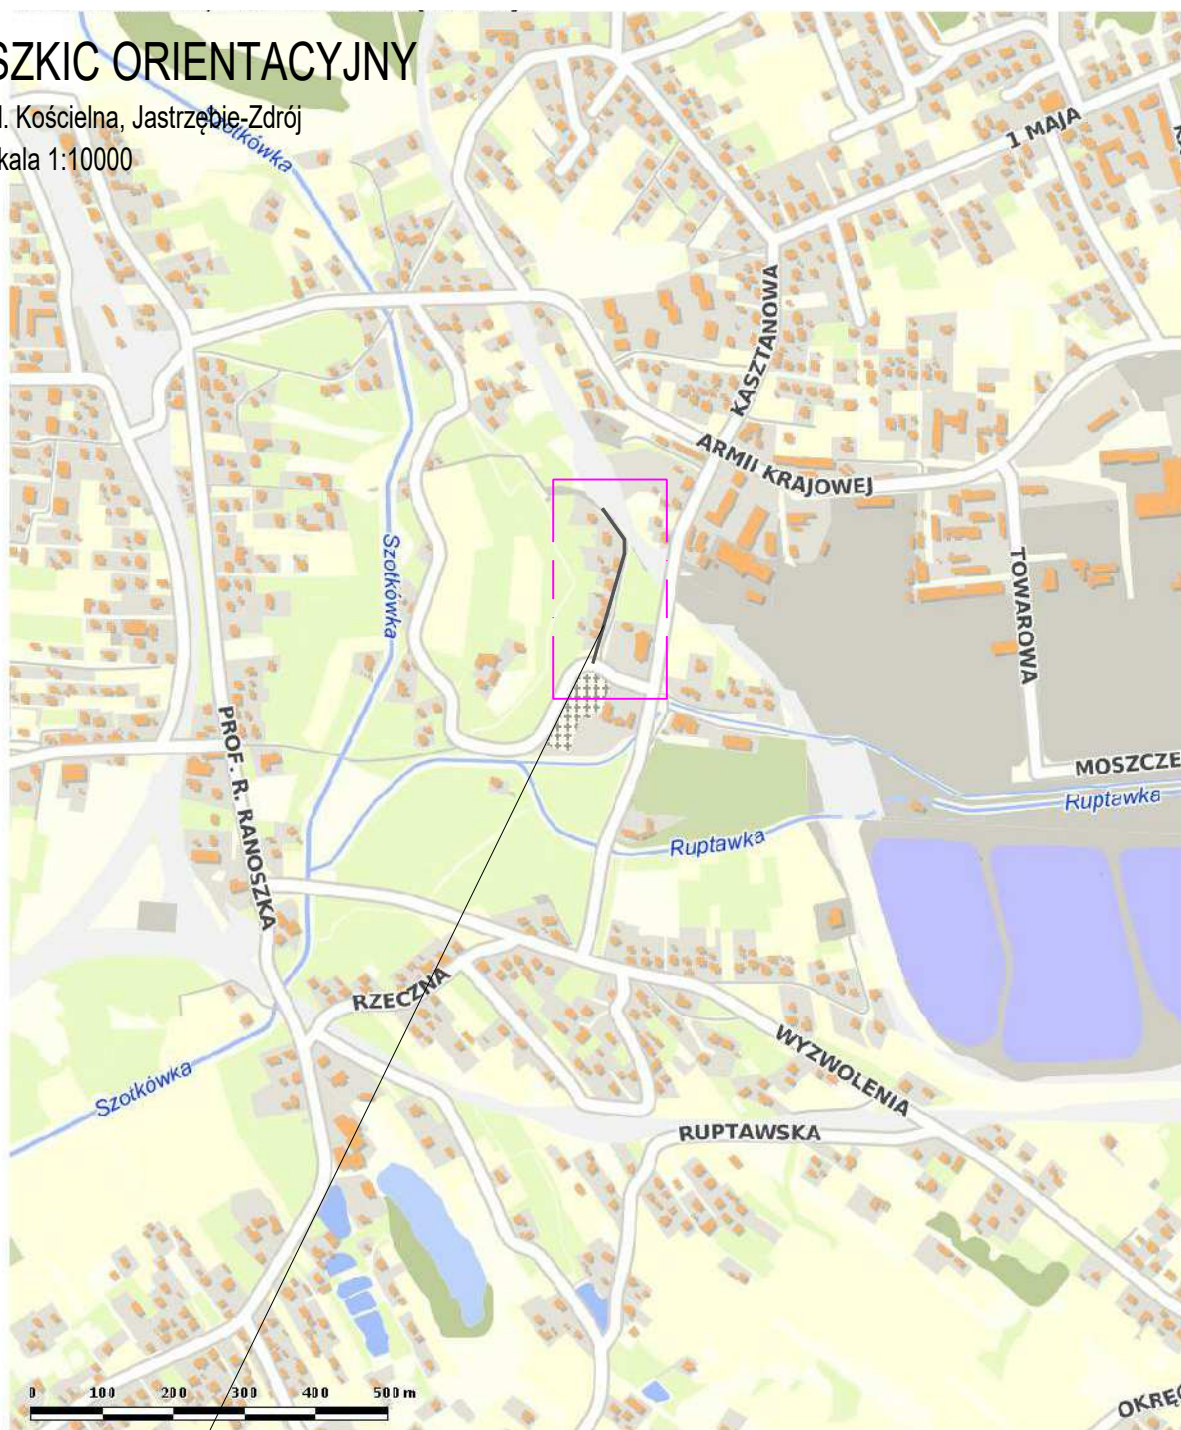 SZKIC ORIENTACYJNY
l. Kościelna, Jastrzębie-Zdrój
kala 1:10000
Szotkówka
1 MAJA
KASZTANOWA
ARMII KRAJOWEJ
Szotkówka
TOWAROWA
PROF. R. RANOSZKA
MOSZCZE
Ruptawka
Ruptawka
RZECZNA
WYZWOLENIA
Szotkówka
RUPTAWSKA
0 100 200 300 400 500 m
OKRĘ